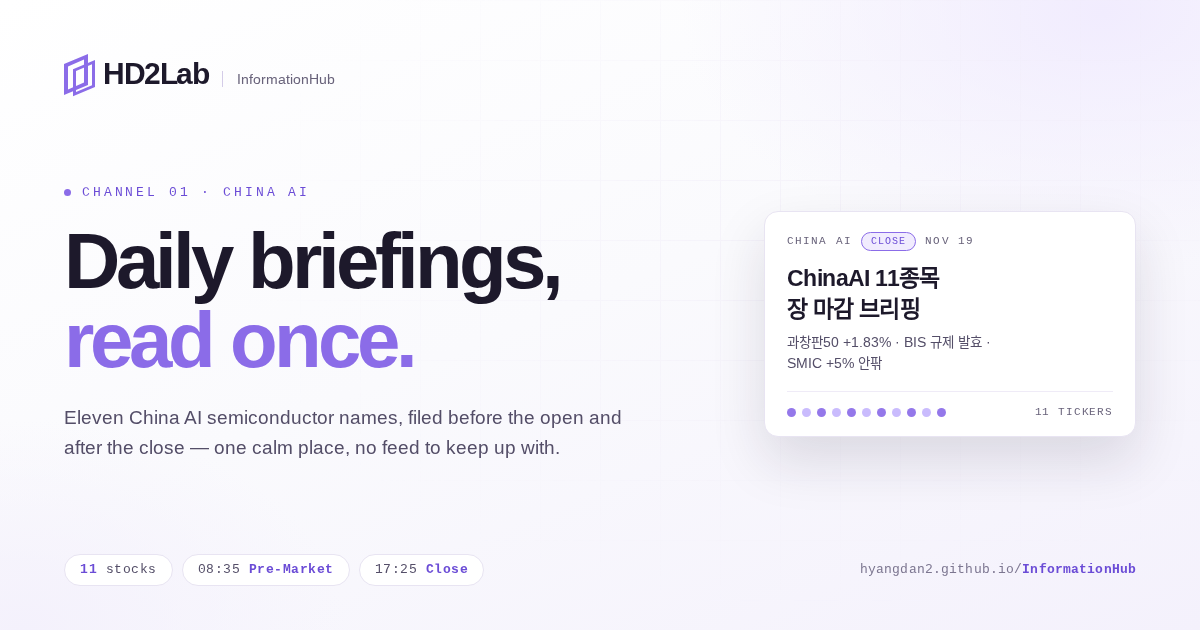 HD2Lab
InformationHub
CHANNEL 01 · CHINA AI
Daily briefings,
read once.
Eleven China AI semiconductor names, filed before the open and
after the close — one calm place, no feed to keep up with.
CHINA AI CLOSE NOV 19
ChinaAI 11종목
장 마감 브리핑
과창판50 +1.83% · BIS 규제 발효 ·
SMIC +5% 안팎
11 TICKERS
11 stocks
08:35 Pre-Market
17:25 Close
hyangdan2.github.io/InformationHub